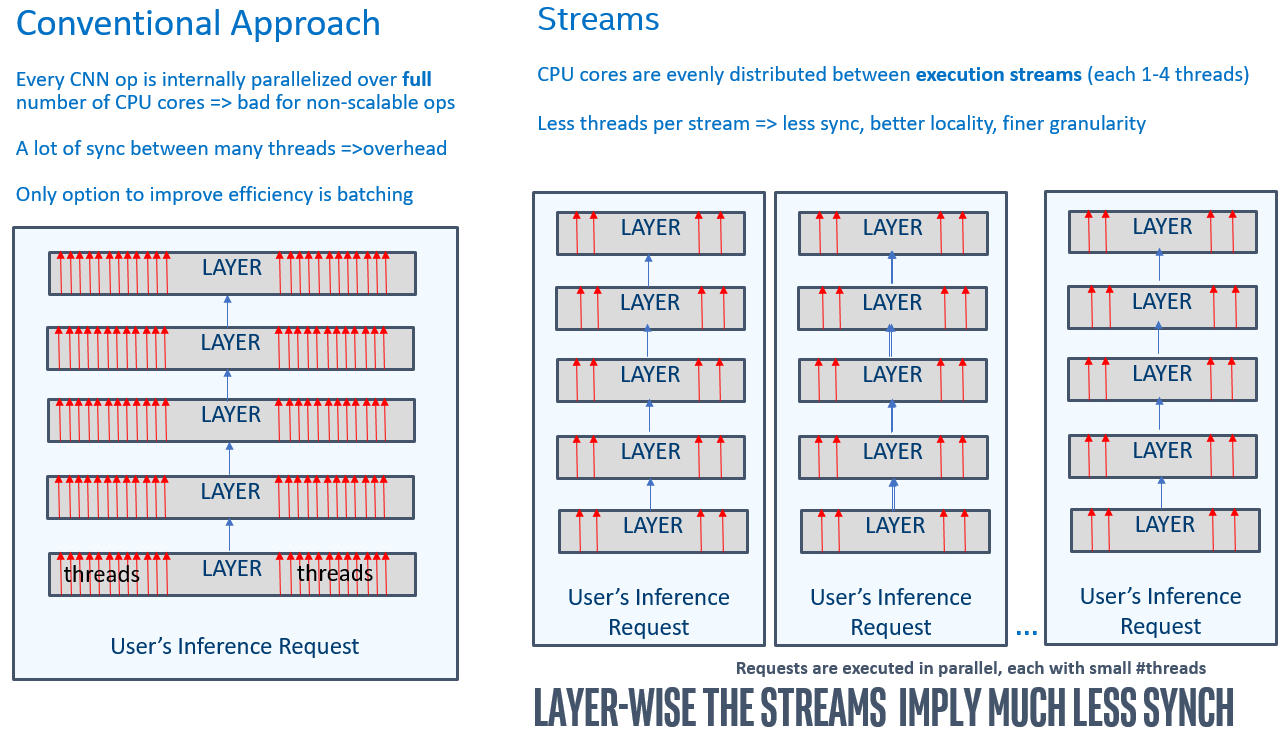 Conventional Approach
Every CNN op is internally parallelized over full
number of CPU cores => bad for non-scalable ops
A lot of sync between many threads =>overhead
Only option to improve efficiency is batching
LAYER
LAYER
LAYER
LAYER
threads LAYER threads
User's Inference Request
Streams
CPU cores are evenly distributed between execution streams (each 1-4 threads)
Less threads per stream => less sync, better locality, finer granularity
LAYER
LAYER
LAYER
LAYER
LAYER
User's Inference
Request
LAYER
LAYER
LAYER
LAYER
LAYER
User's Inference
Request
...
LAYER
LAYER
LAYER
LAYER
LAYER
User's Inference
Request
Requests are executed in parallel, each with small #threads
LAYER-WISE THE STREAMS IMPLY MUCH LESS SYNCH